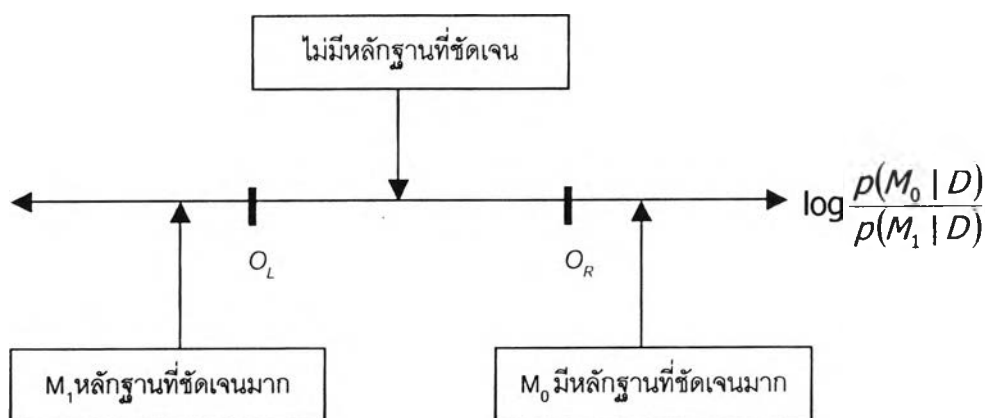 ไม่มีหลักฐานที่ชัดเจน
log p(M₀ | D) / p(M₁ | D)
O_L O_R
M₁หลักฐานที่ชัดเจนมาก M₀ มีหลักฐานที่ชัดเจนมาก